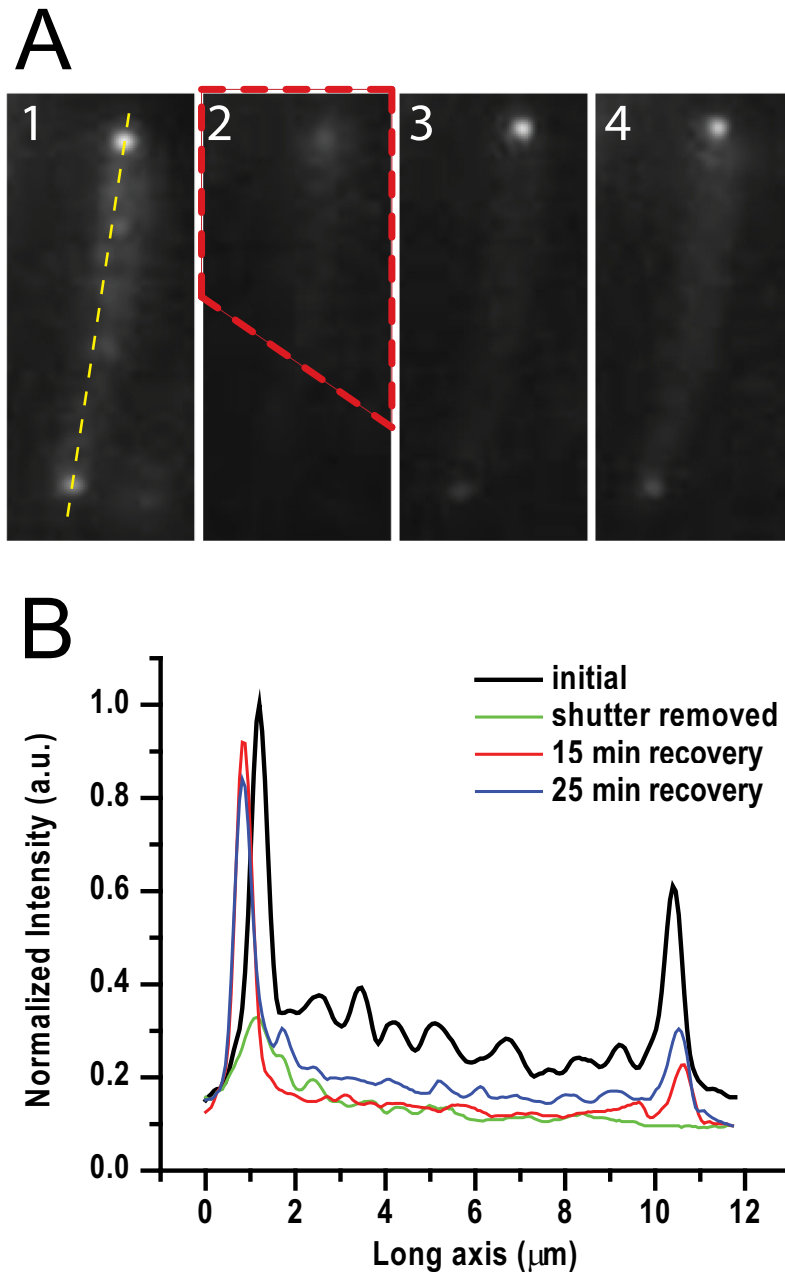 A
1 2 3 4
B
initial
shutter removed
15 min recovery
25 min recovery
Normalized Intensity (a.u.)
1.0
0.8
0.6
0.4
0.2
0.0
0 2 4 6 8 10 12
Long axis (μm)